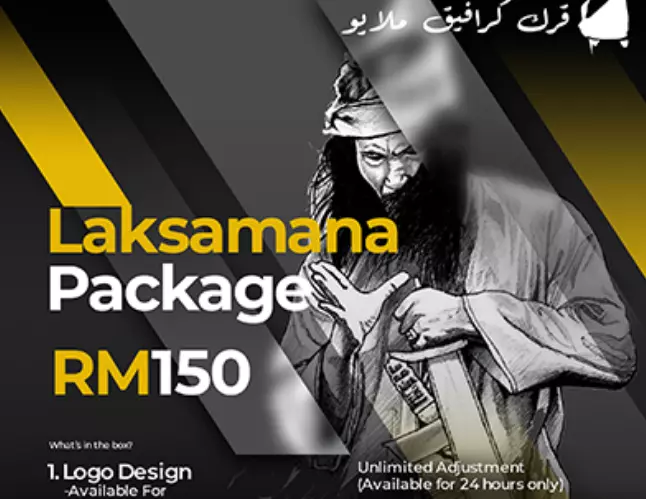 قرك كرافيق ملايو
Laksamana
Package
RM150
What's in the box?
1. Logo Design
-Available For
Unlimited Adjustment
(Available for 24 hours only)